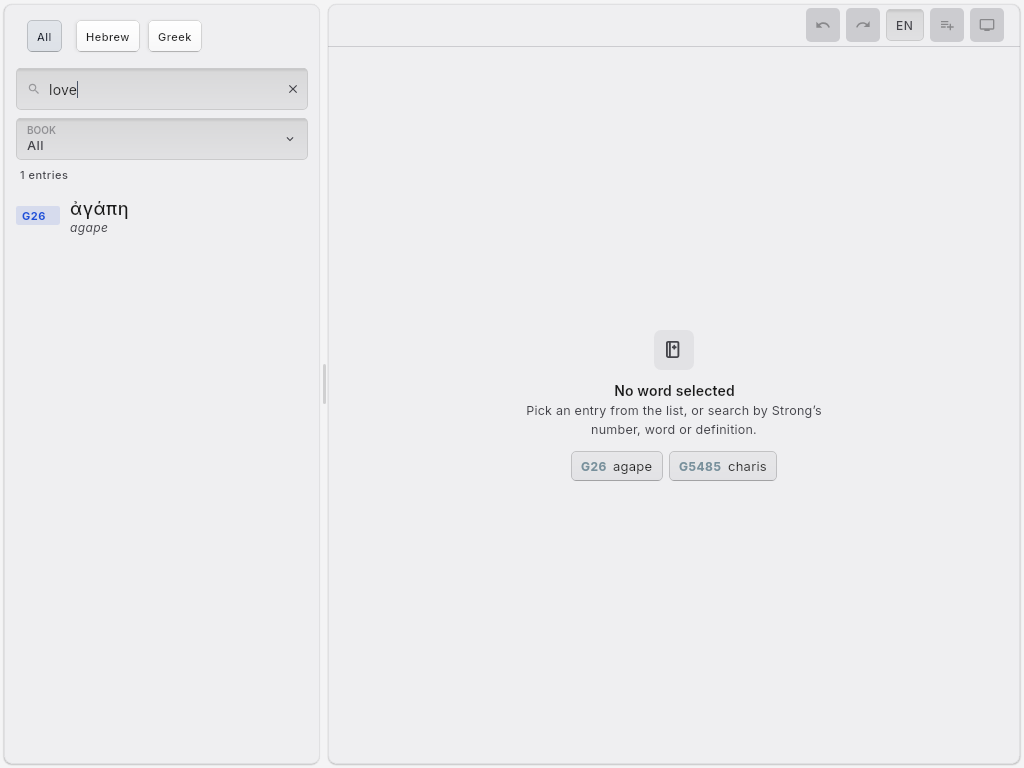 All
Hebrew
Greek
love
BOOK
All
1 entries
G26
ἀγάπη
agape
EN
No word selected
Pick an entry from the list, or search by Strong’s
number, word or definition.
G26 agape
G5485 charis